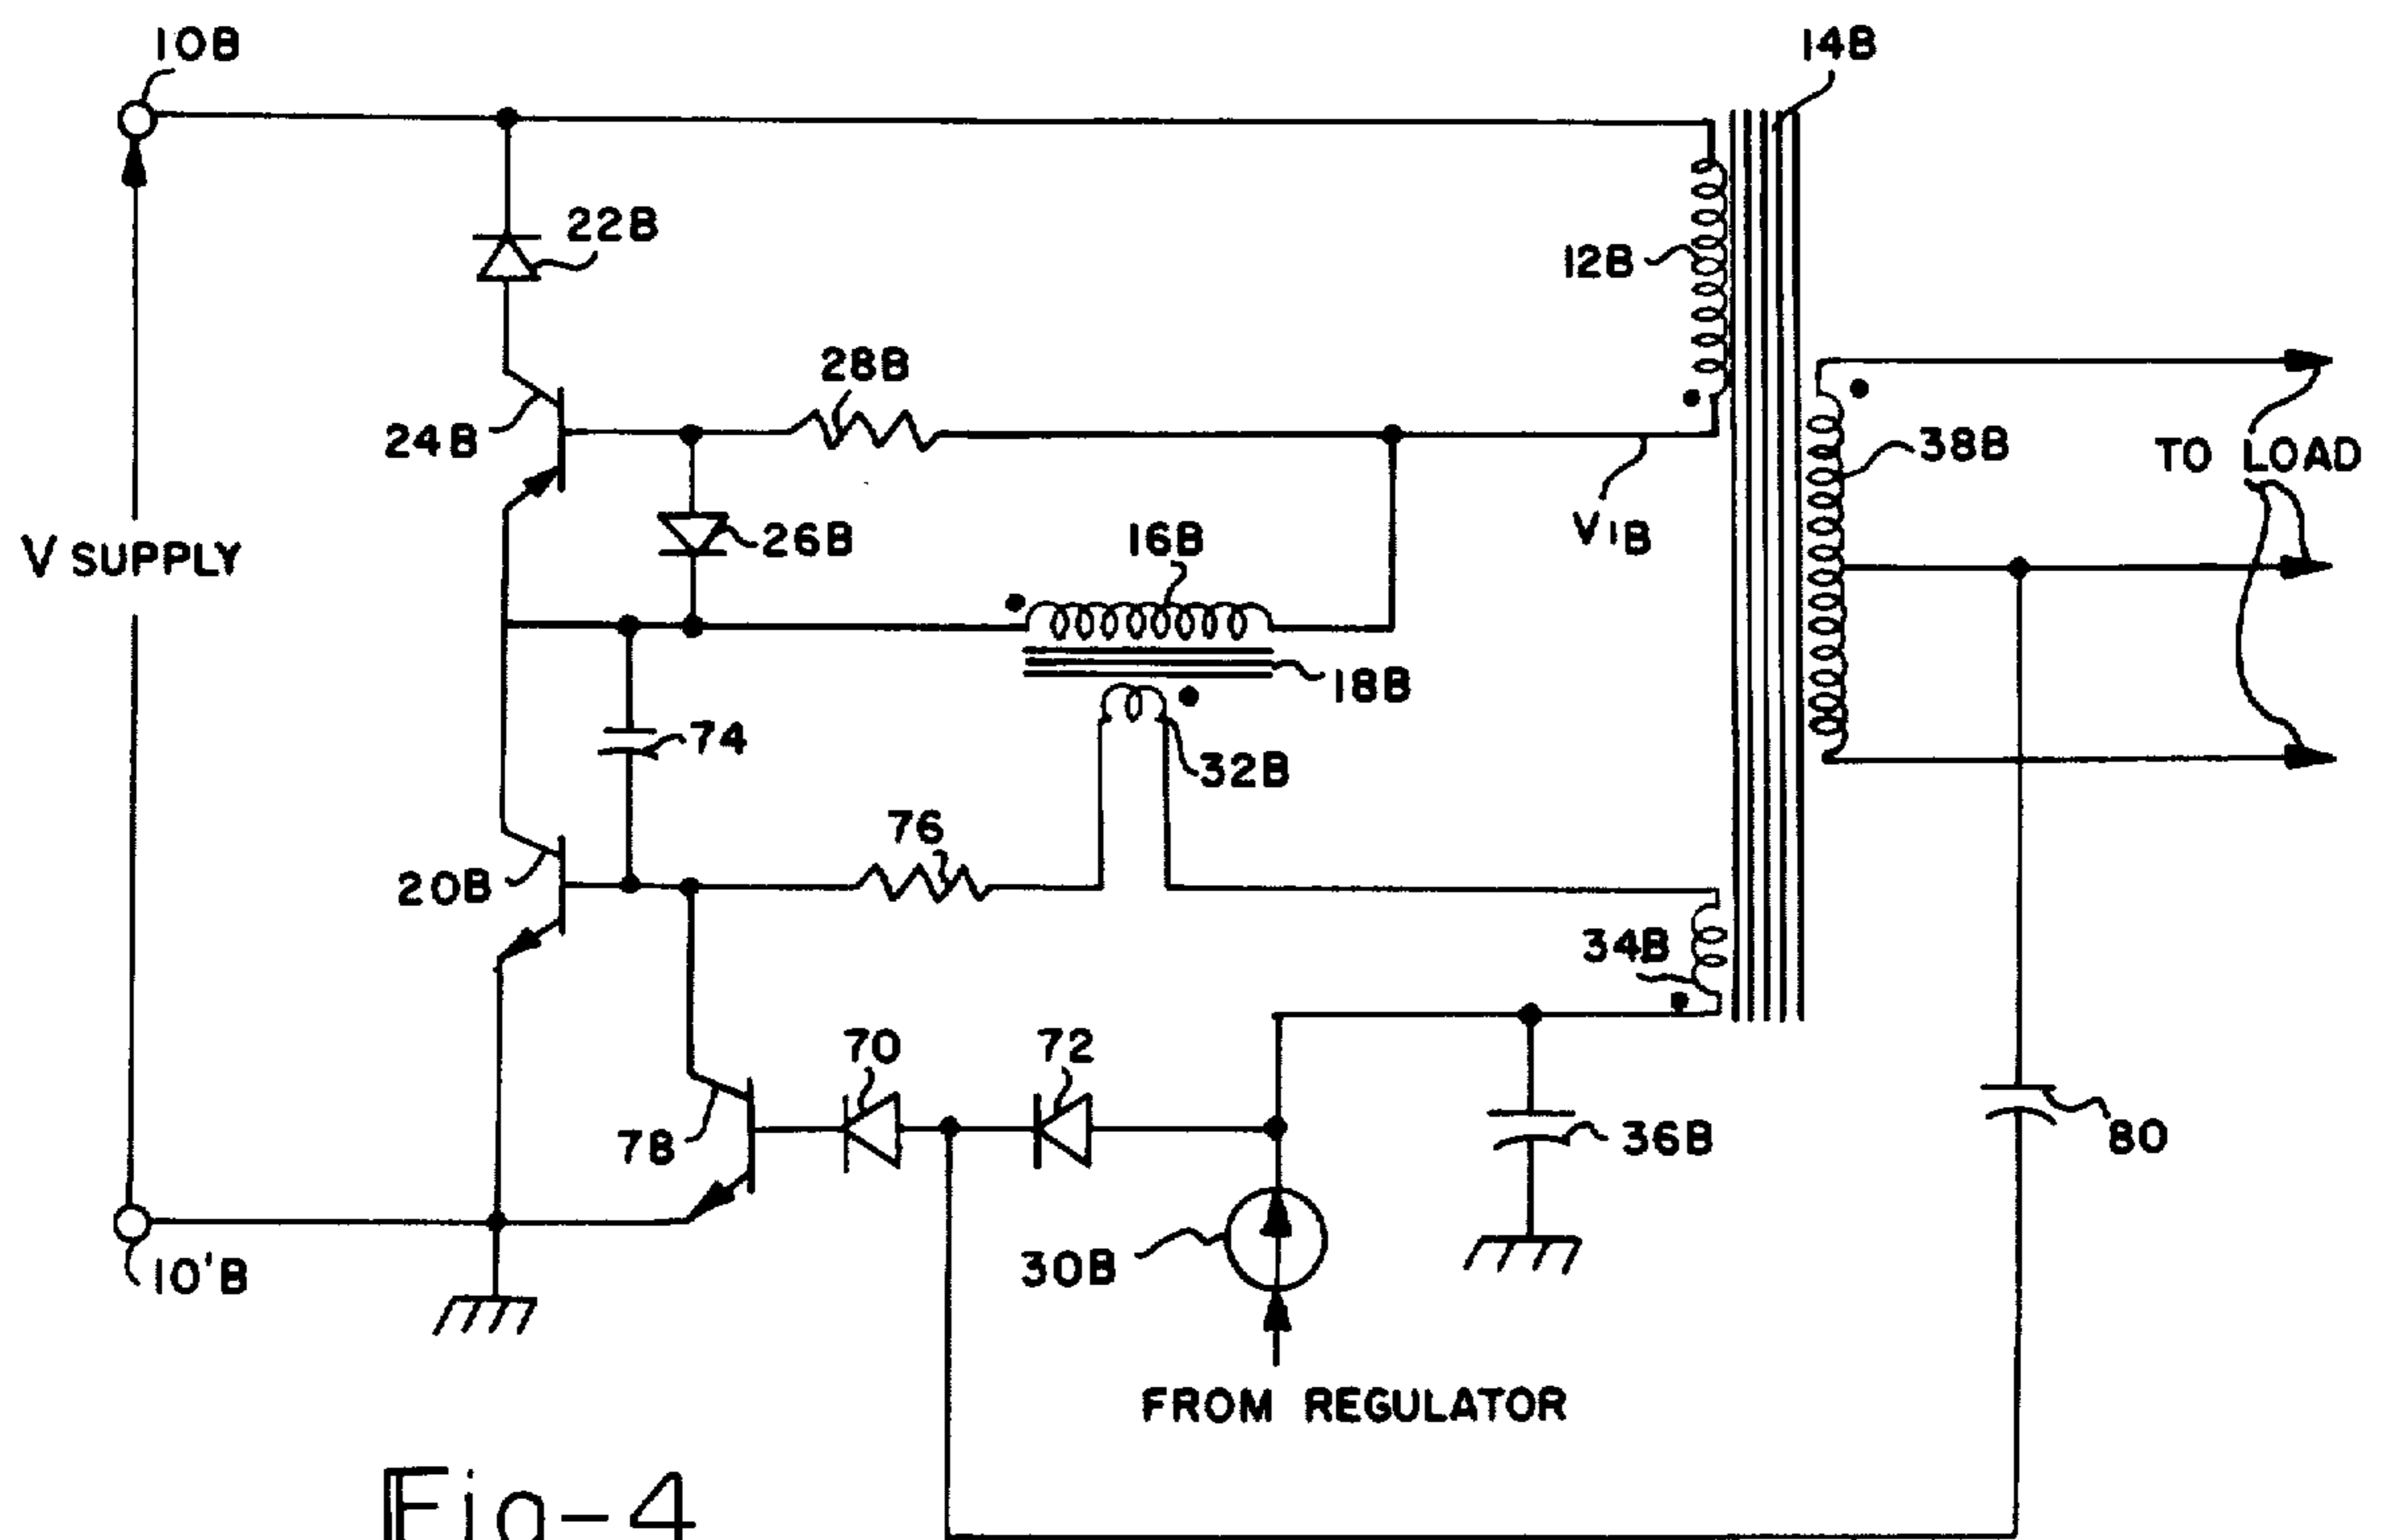 10B
14B
22B
12B
28B
24B
38B
TO LOAD
V1B
26B
16B
V SUPPLY
18B
74
32B
76
20B
34B
70
72
78
36B
80
30B
10'B
FROM REGULATOR
Fig-4